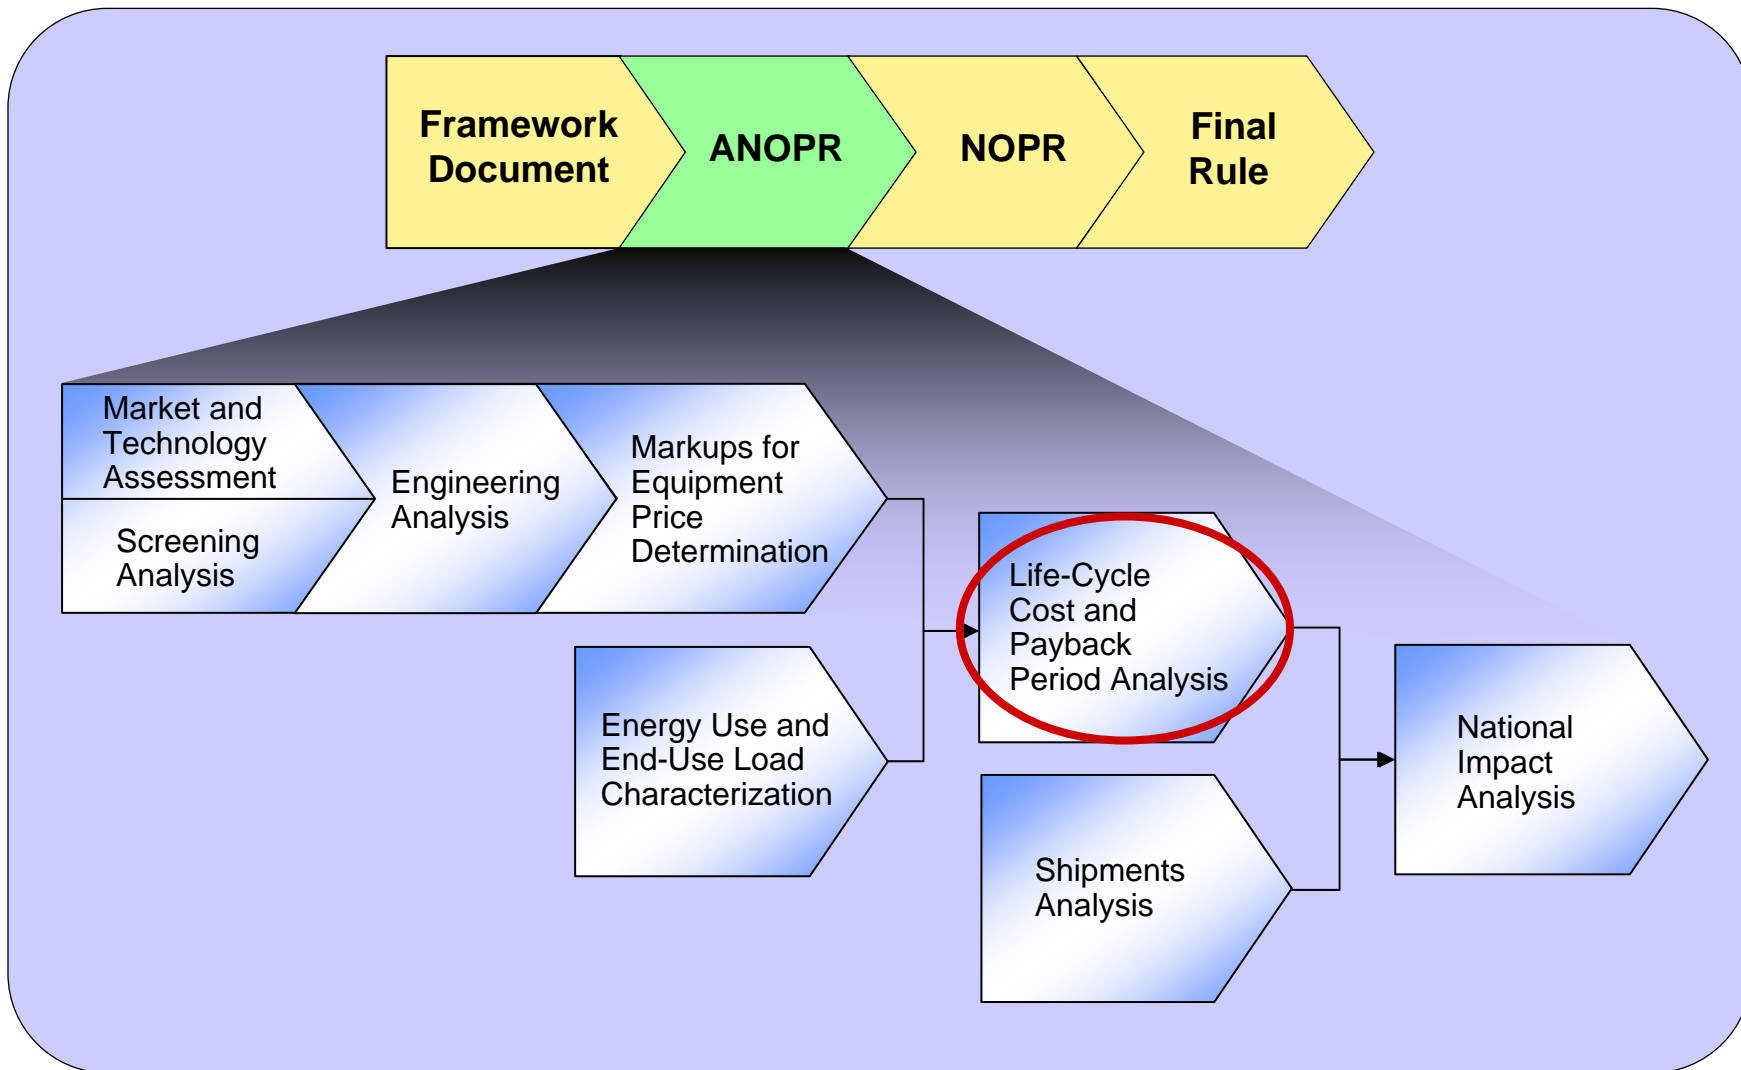 Framework
Document
ANOPR
NOPR
Final
Rule
Market and
Technology
Assessment
Screening
Analysis
Engineering
Analysis
Markups for
Equipment
Price
Determination
Energy Use and
End-Use Load
Characterization
Life-Cycle
Cost and
Payback
Period Analysis
Shipments
Analysis
National
Impact
Analysis